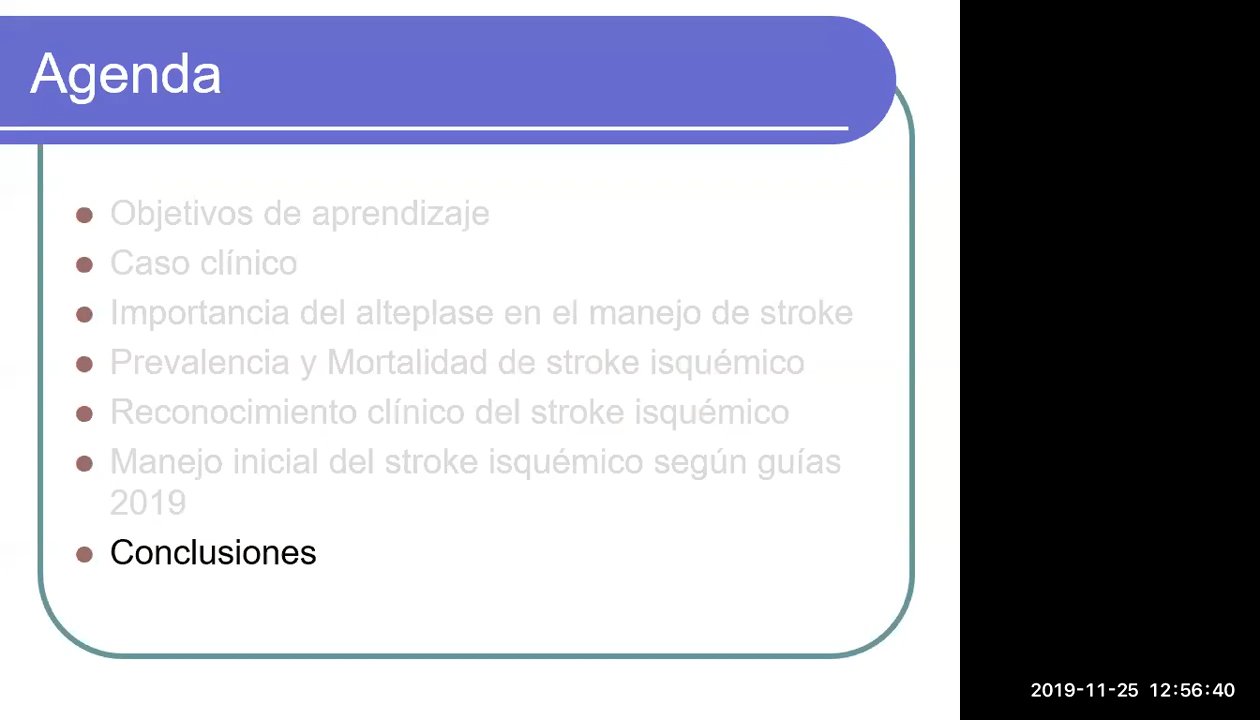 Agenda
Objetivos de aprendizaje
Caso clínico
Importancia del alteplase en el manejo de stroke
Prevalencia y Mortalidad de stroke isquémico
Reconocimiento clínico del stroke isquémico
Manejo inicial del stroke isquémico según guías
2019
Conclusiones
2019-11-25 12:56:40